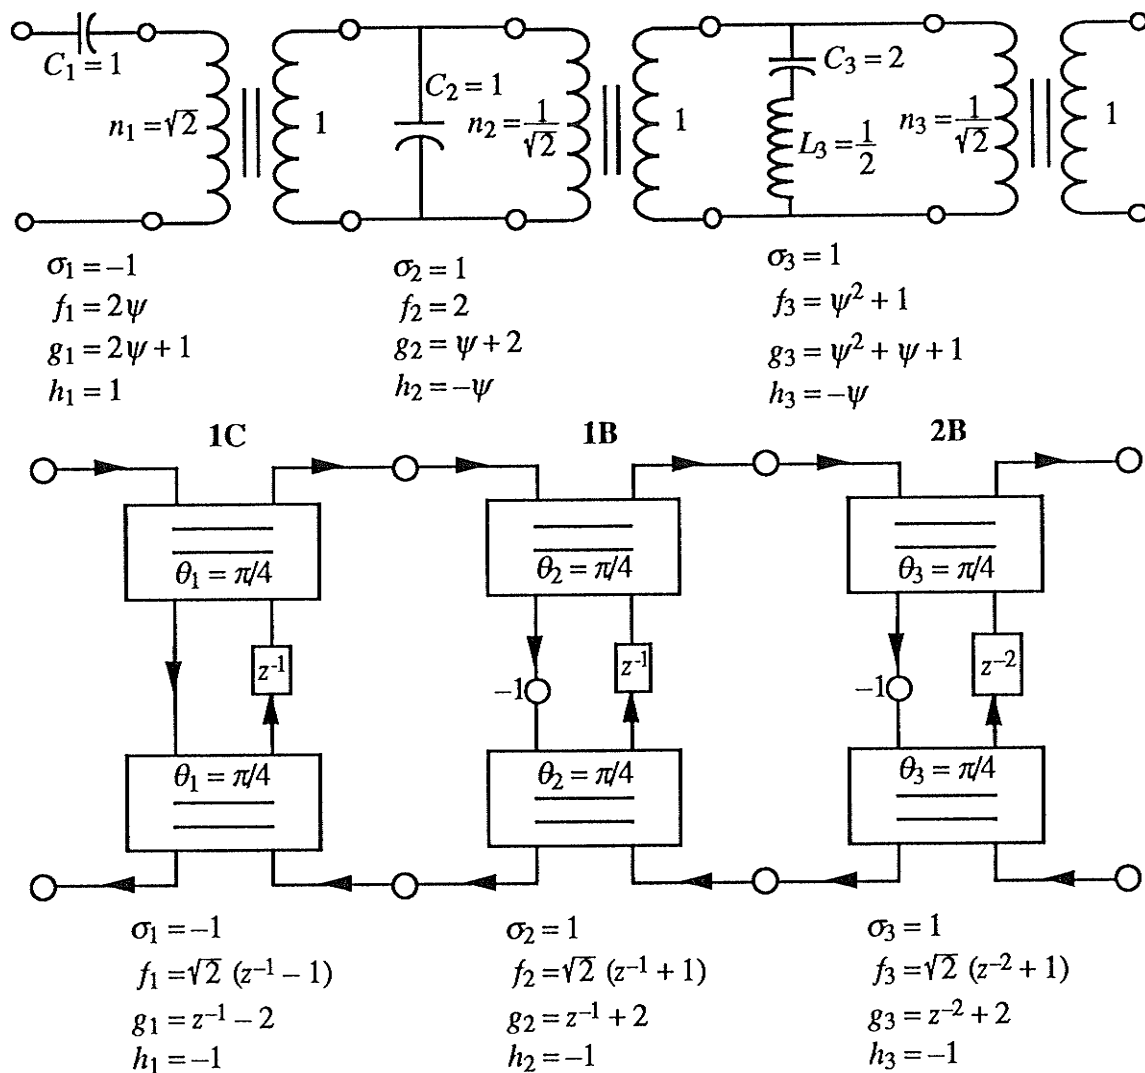 C₁ = 1
n₁ = √2
1
C₂ = 1
n₂ = 1/√2
1
C₃ = 2
L₃ = 1/2
n₃ = 1/√2
1
σ₁ = –1
f₁ = 2ψ
g₁ = 2ψ + 1
h₁ = 1
σ₂ = 1
f₂ = 2
g₂ = ψ + 2
h₂ = –ψ
σ₃ = 1
f₃ = ψ² + 1
g₃ = ψ² + ψ + 1
h₃ = –ψ
1C
1B
2B
θ₁ = π/4
θ₂ = π/4
θ₃ = π/4
z⁻¹
–1
z⁻¹
–1
z⁻²
θ₁ = π/4
θ₂ = π/4
θ₃ = π/4
σ₁ = –1
f₁ = √2 (z⁻¹ – 1)
g₁ = z⁻¹ – 2
h₁ = –1
σ₂ = 1
f₂ = √2 (z⁻¹ + 1)
g₂ = z⁻¹ + 2
h₂ = –1
σ₃ = 1
f₃ = √2 (z⁻² + 1)
g₃ = z⁻² + 2
h₃ = –1